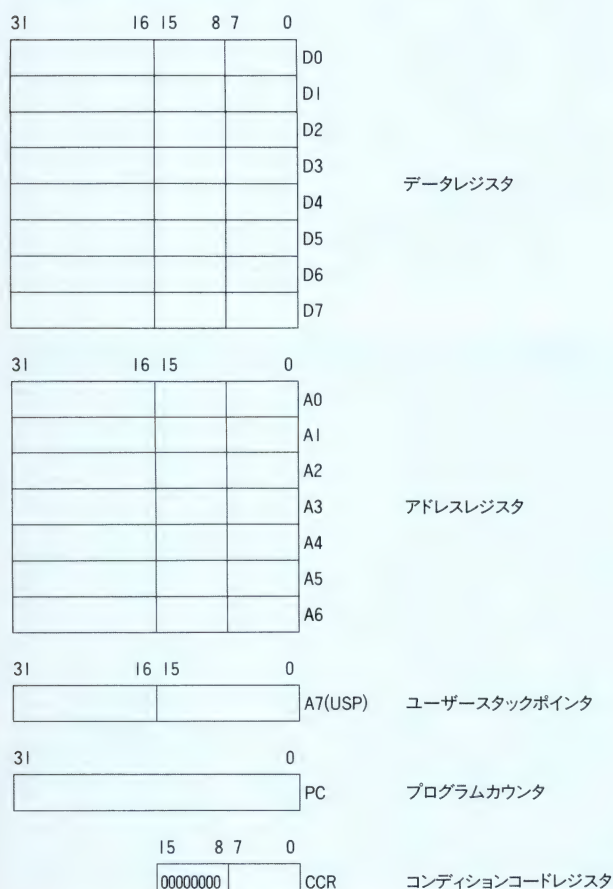 31 16 15 8 7 0
D0
D1
D2
D3
データレジスタ
D4
D5
D6
D7
31 16 15 0
A0
A1
A2
A3 アドレスレジスタ
A4
A5
A6
31 16 15 0
A7(USP) ユーザースタックポインタ
31 0
PC プログラムカウンタ
15 8 7 0
00000000 CCR コンディションコードレジスタ